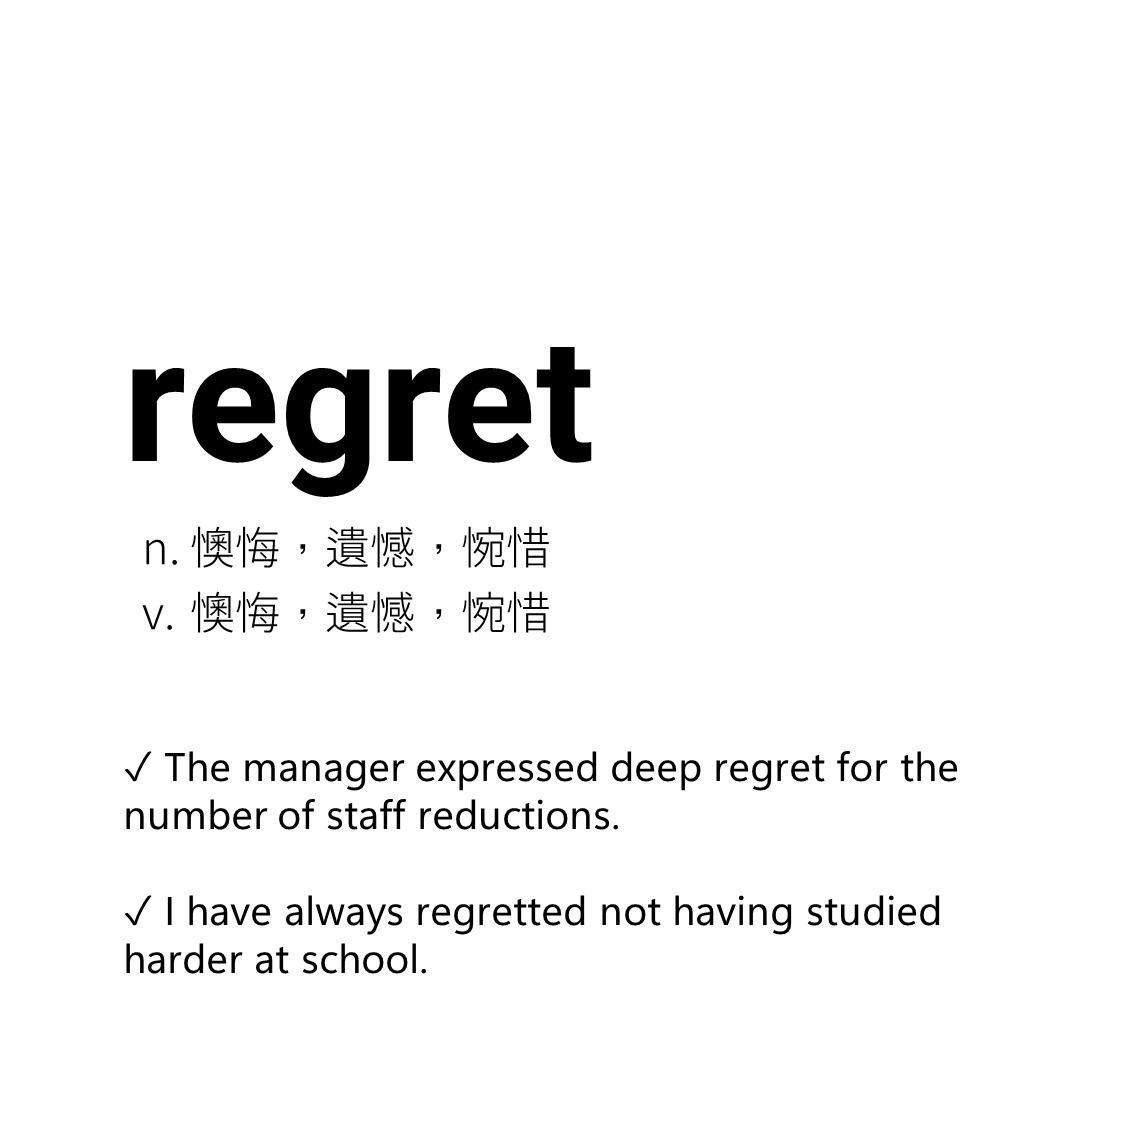 regret
n. 懊悔，遺憾，惋惜
v. 懊悔，遺憾，惋惜
✓ The manager expressed deep regret for the
number of staff reductions.
✓ I have always regretted not having studied
harder at school.